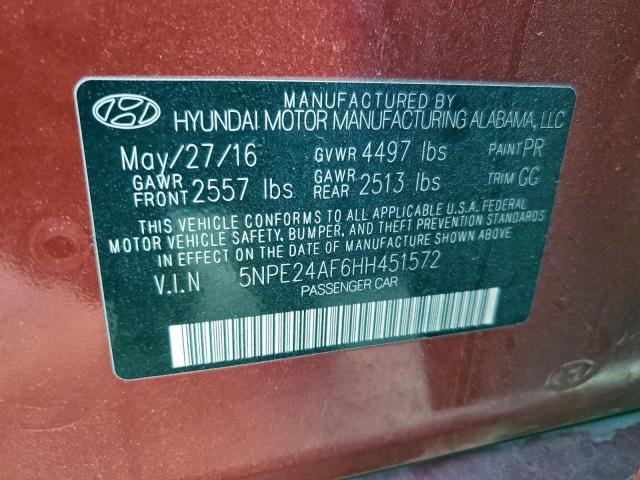 MANUFACTURED BY
HYUNDAI MOTOR MANUFACTURING ALABAMA, LLC
May/27/16 GVWR 4497 lbs PAINT PR
GAWR FRONT 2557 lbs GAWR REAR 2513 lbs TRIM GG
THIS VEHICLE CONFORMS TO ALL APPLICABLE U.S.A. FEDERAL
MOTOR VEHICLE SAFETY, BUMPER, AND THEFT PREVENTION STANDARDS
IN EFFECT ON THE DATE OF MANUFACTURE SHOWN ABOVE.
V.I.N 5NPE24AF6HH451572
PASSENGER CAR